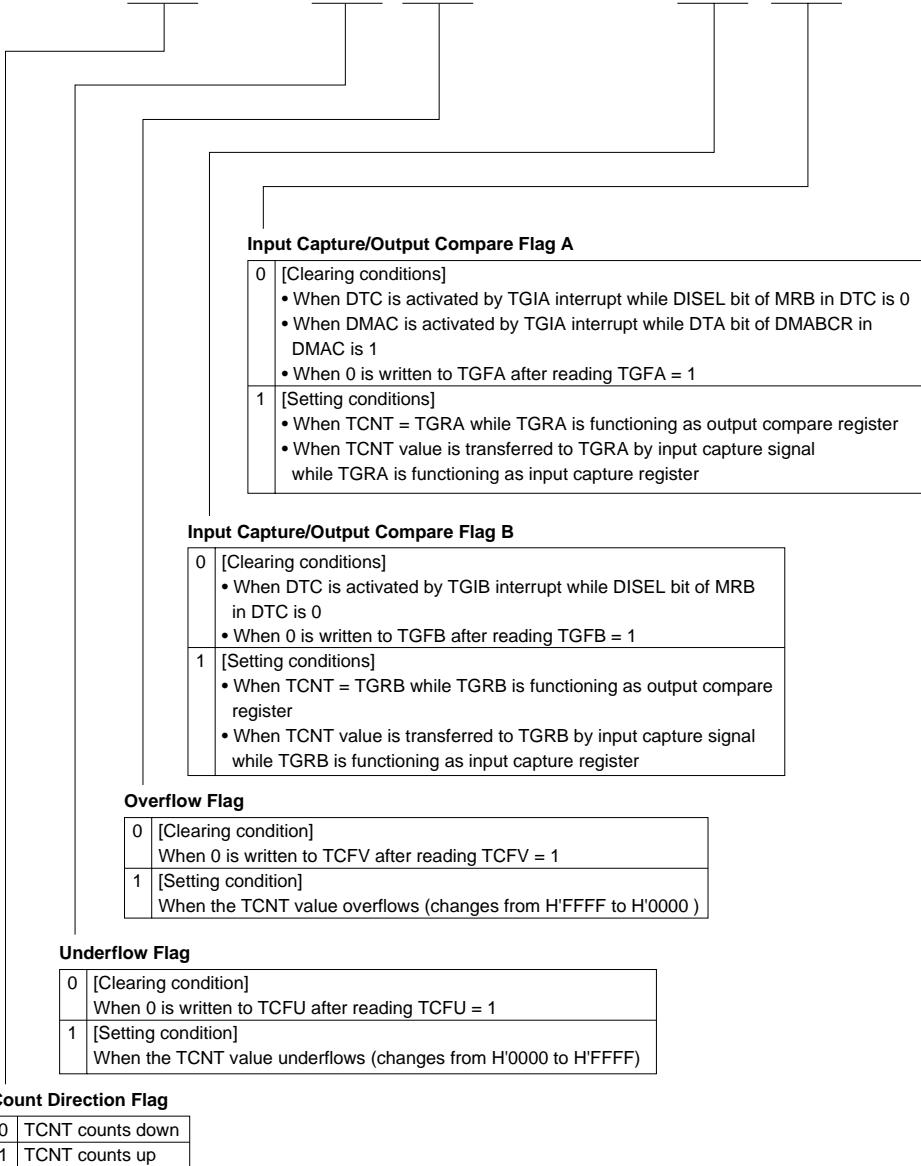 Input Capture/Output Compare Flag A
0 [Clearing conditions]
• When DTC is activated by TGIA interrupt while DISEL bit of MRB in DTC is 0
• When DMAC is activated by TGIA interrupt while DTA bit of DMABCR in
DMAC is 1
• When 0 is written to TGFA after reading TGFA = 1
1 [Setting conditions]
• When TCNT = TGRA while TGRA is functioning as output compare register
• When TCNT value is transferred to TGRA by input capture signal
while TGRA is functioning as input capture register
Input Capture/Output Compare Flag B
0 [Clearing conditions]
• When DTC is activated by TGIB interrupt while DISEL bit of MRB
in DTC is 0
• When 0 is written to TGFB after reading TGFB = 1
1 [Setting conditions]
• When TCNT = TGRB while TGRB is functioning as output compare
register
• When TCNT value is transferred to TGRB by input capture signal
while TGRB is functioning as input capture register
Overflow Flag
0 [Clearing condition]
When 0 is written to TCFV after reading TCFV = 1
1 [Setting condition]
When the TCNT value overflows (changes from H'FFFF to H'0000 )
Underflow Flag
0 [Clearing condition]
When 0 is written to TCFU after reading TCFU = 1
1 [Setting condition]
When the TCNT value underflows (changes from H'0000 to H'FFFF)
Count Direction Flag
0 TCNT counts down
1 TCNT counts up